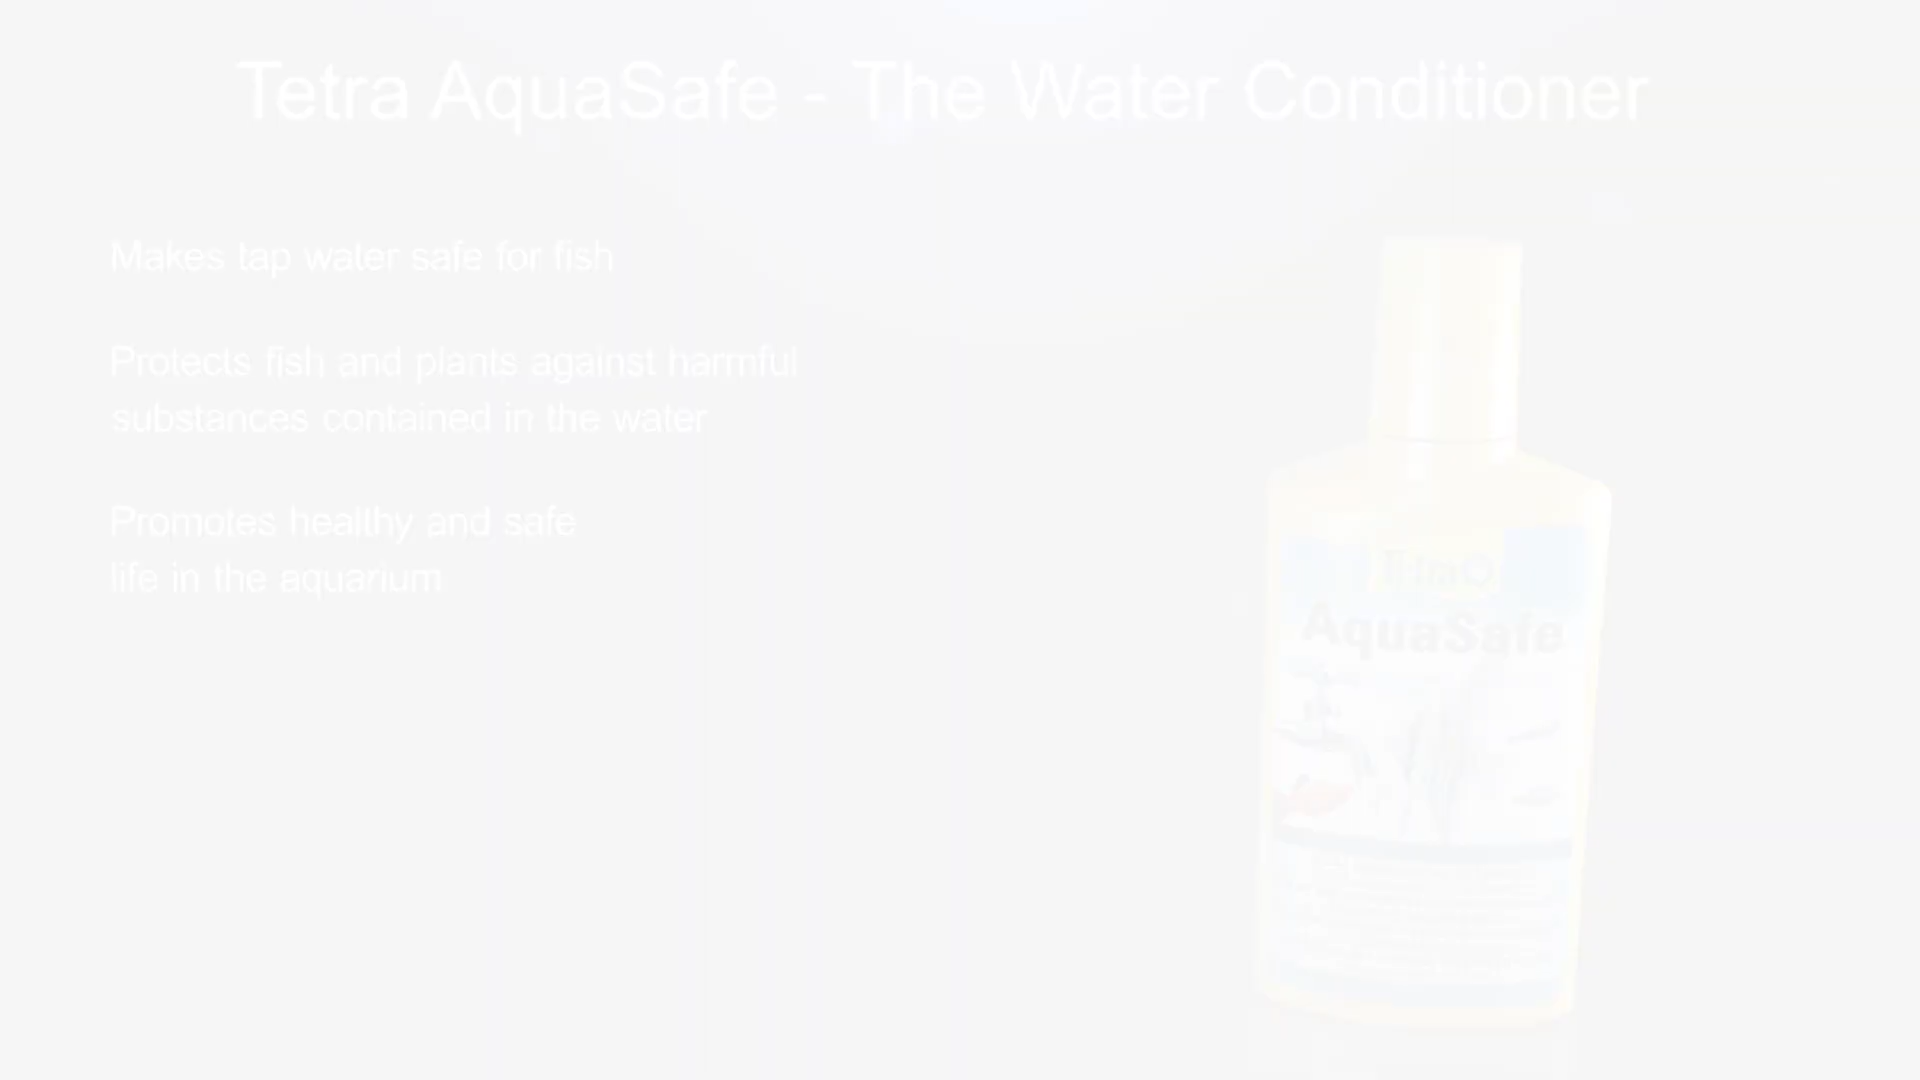 Tetra AquaSafe - The Water Conditioner
Makes tap water safe for fish
Protects fish and plants against harmful
substances contained in the water
Promotes healthy and safe
life in the aquarium
Tetra
AquaSafe